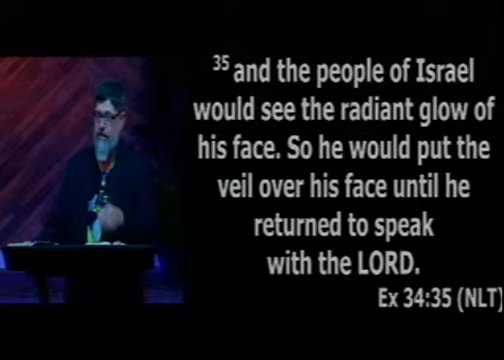 35 and the people of Israel
would see the radiant glow of
his face. So he would put the
veil over his face until he
returned to speak
with the LORD.
Ex 34:35 (NLT)